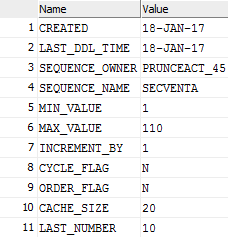 Name Value
1 CREATED 18-JAN-17
2 LAST_DDL_TIME 18-JAN-17
3 SEQUENCE_OWNER PRUNCEACT_45
4 SEQUENCE_NAME SECVENTA
5 MIN_VALUE 1
6 MAX_VALUE 110
7 INCREMENT_BY 1
8 CYCLE_FLAG N
9 ORDER_FLAG N
10 CACHE_SIZE 20
11 LAST_NUMBER 10